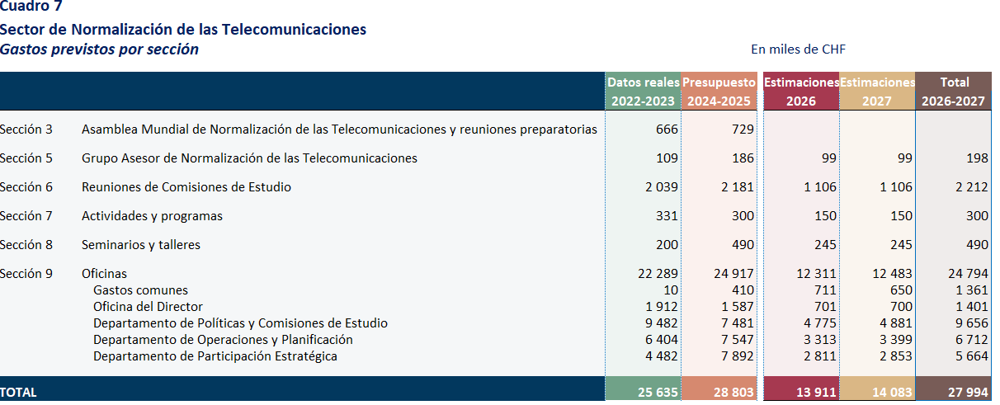 Cuadro 7
Sector de Normalización de las Telecomunicaciones
Gastos previstos por sección En miles de CHF
Datos reales Presupuesto Estimaciones Estimaciones Total
2022-2023 2024-2025 2026 2027 2026-2027
Sección 3 Asamblea Mundial de Normalización de las Telecomunicaciones y reuniones preparatorias 666 729
Sección 5 Grupo Asesor de Normalización de las Telecomunicaciones 109 186 99 99 198
Sección 6 Reuniones de Comisiones de Estudio 2 039 2 181 1 106 1 106 2 212
Sección 7 Actividades y programas 331 300 150 150 300
Sección 8 Seminarios y talleres 200 490 245 245 490
Sección 9 Oficinas 22 289 24 917 12 311 12 483 24 794
Gastos comunes 10 410 711 650 1 361
Oficina del Director 1 912 1 587 701 700 1 401
Departamento de Políticas y Comisiones de Estudio 9 482 7 481 4 775 4 881 9 656
Departamento de Operaciones y Planificación 6 404 7 547 3 313 3 399 6 712
Departamento de Participación Estratégica 4 482 7 892 2 811 2 853 5 664
TOTAL 25 635 28 803 13 911 14 083 27 994